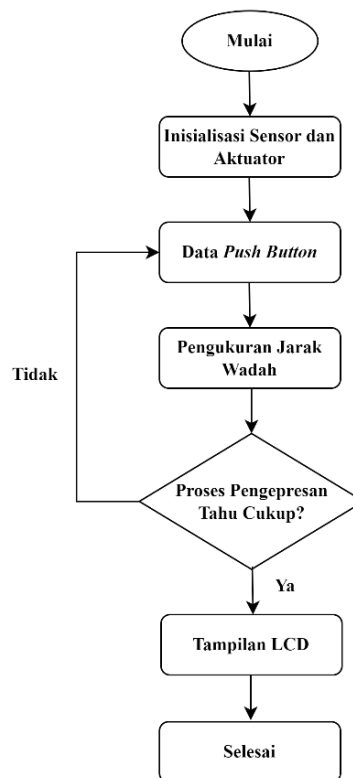 Mulai
Inisialisasi Sensor dan
Aktuator
Data Push Button
Pengukuran Jarak
Wadah
Tidak
Proses Pengepresan
Tahu Cukup?
Ya
Tampilan LCD
Selesai